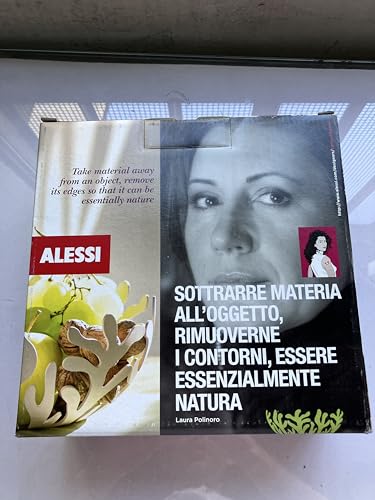 Take material away
from an object, remove
its edges so that it can be
essentially nature
ALESSI
SOTTRARRE MATERIA
ALL'OGGETTO,
RIMUOVERNE
I CONTORNI, ESSERE
ESSENZIALMENTE
NATURA
Laura Polinoro